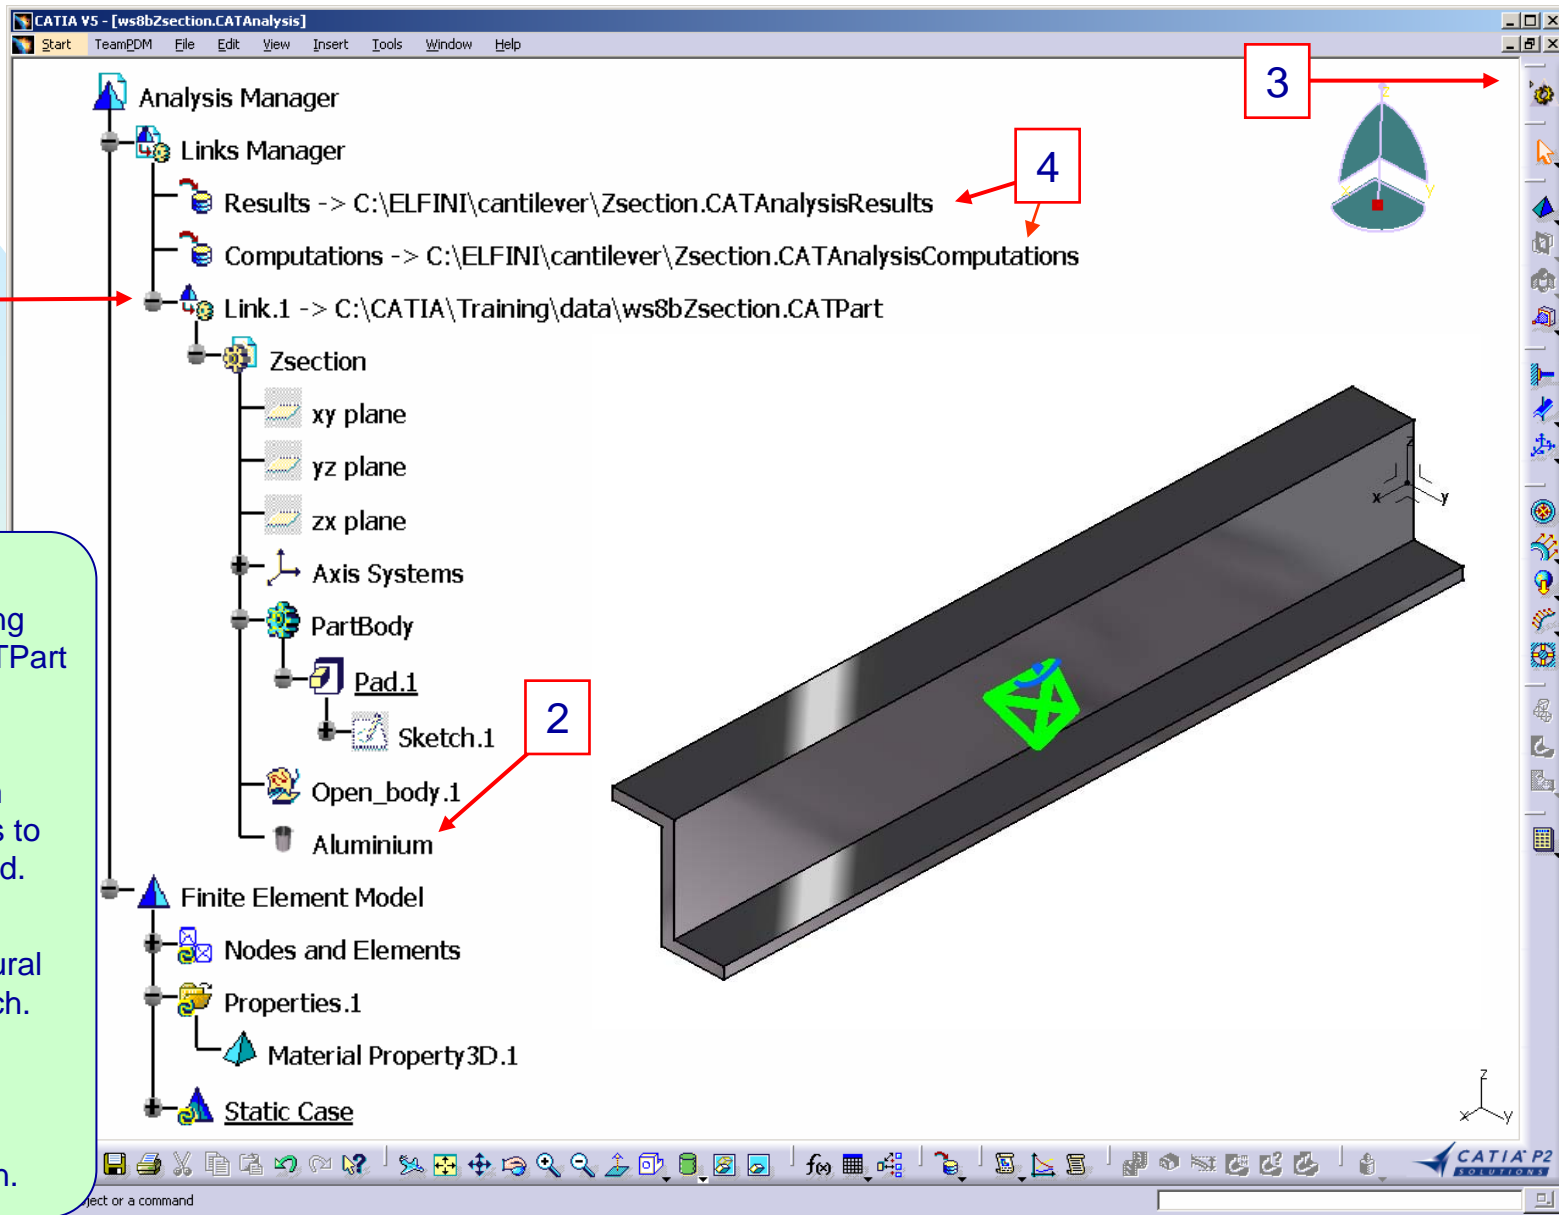 CATIA V5 - [ws8bZsection.CATAnalysis]
Start TeamPDM File Edit View Insert Tools Window Help
3
Analysis Manager
z
Links Manager
4
Results -> C:\ELFINI\cantilever\Zsection.CATAnalysisResults
x y
Computations -> C:\ELFINI\cantilever\Zsection.CATAnalysisComputations
Link.1 -> C:\CATIA\Training\data\ws8bZsection.CATPart
Zsection
xy plane
z
yz plane
x y
zx plane
Axis Systems
PartBody
Pad.1
2
Sketch.1
Open_body.1
Aluminium
Finite Element Model
Nodes and Elements
Properties.1
Material Property3D.1
Static Case
z
x y
ng
TPart
s to
d.
ural
ch.
n.
f(x)
CATIA P2
SOLUTIONS
ject or a command